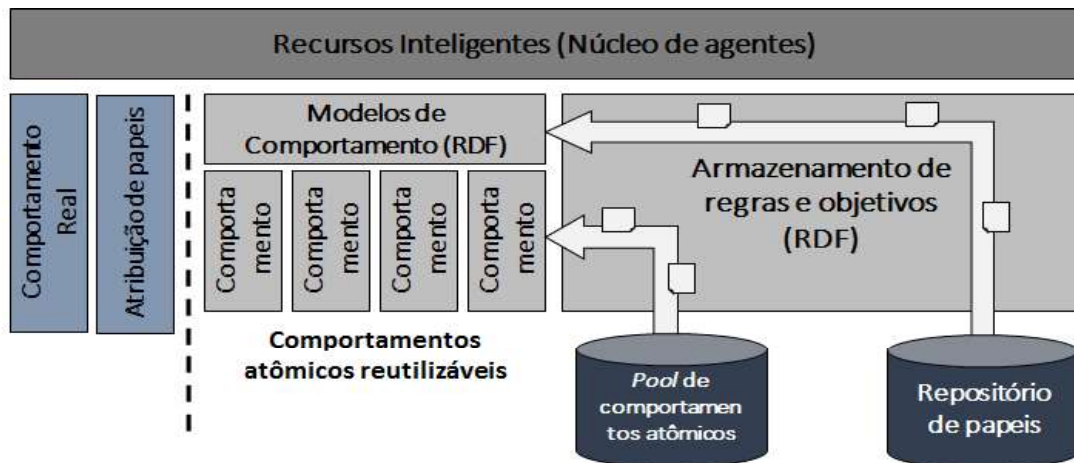 Recursos Inteligentes (Núcleo de agentes)
Comportamento
Real
Atribuição de papeis
Modelos de
Comportamento (RDF)
Comporta
mento
Comporta
mento
Comporta
mento
Comporta
mento
Armazenamento de
regras e objetivos
(RDF)
Comportamentos
atômicos reutilizáveis
Pool de
comportamen
tos atômicos
Repositório
de papeis